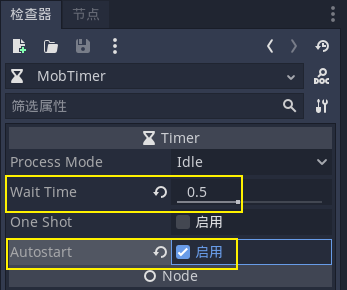 检查器 节点
MobTimer
DOC
筛选属性
Timer
Process Mode Idle
Wait Time 0.5
One Shot 启用
Autostart 启用
Node